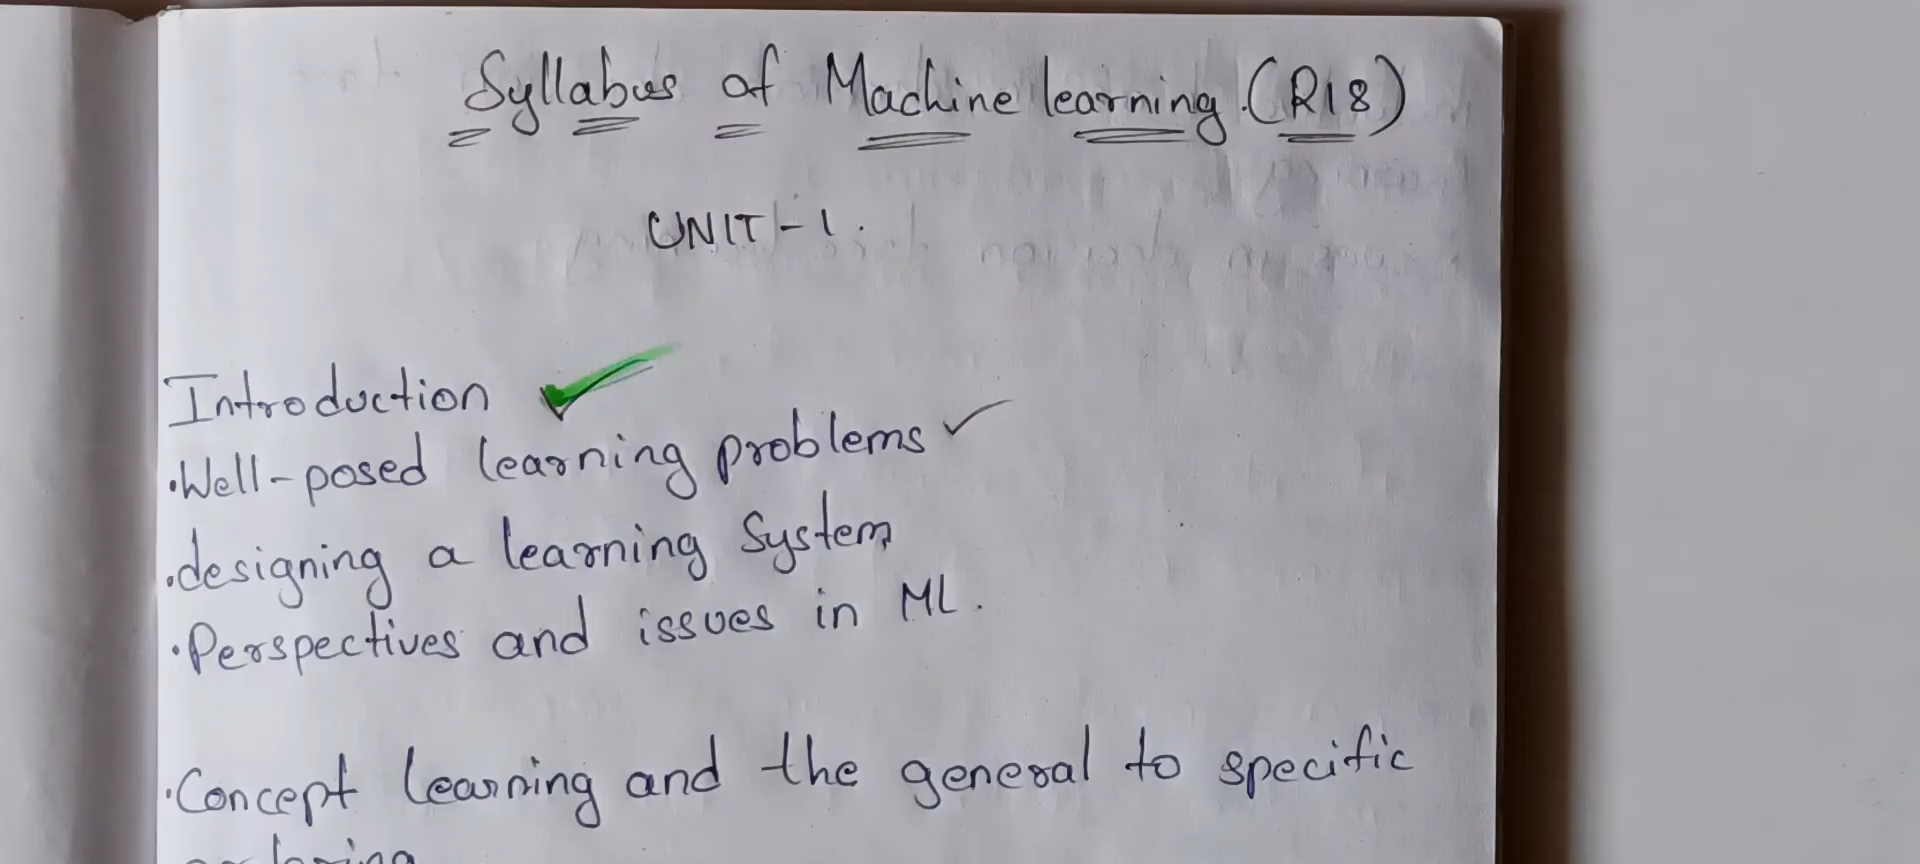 Syllabus of Machine learning.(R18)
UNIT-1.
Introduction
.Well-posed learning problems
.designing a learning System
.Perspectives and issues in ML.
.Concept learning and the general to specific